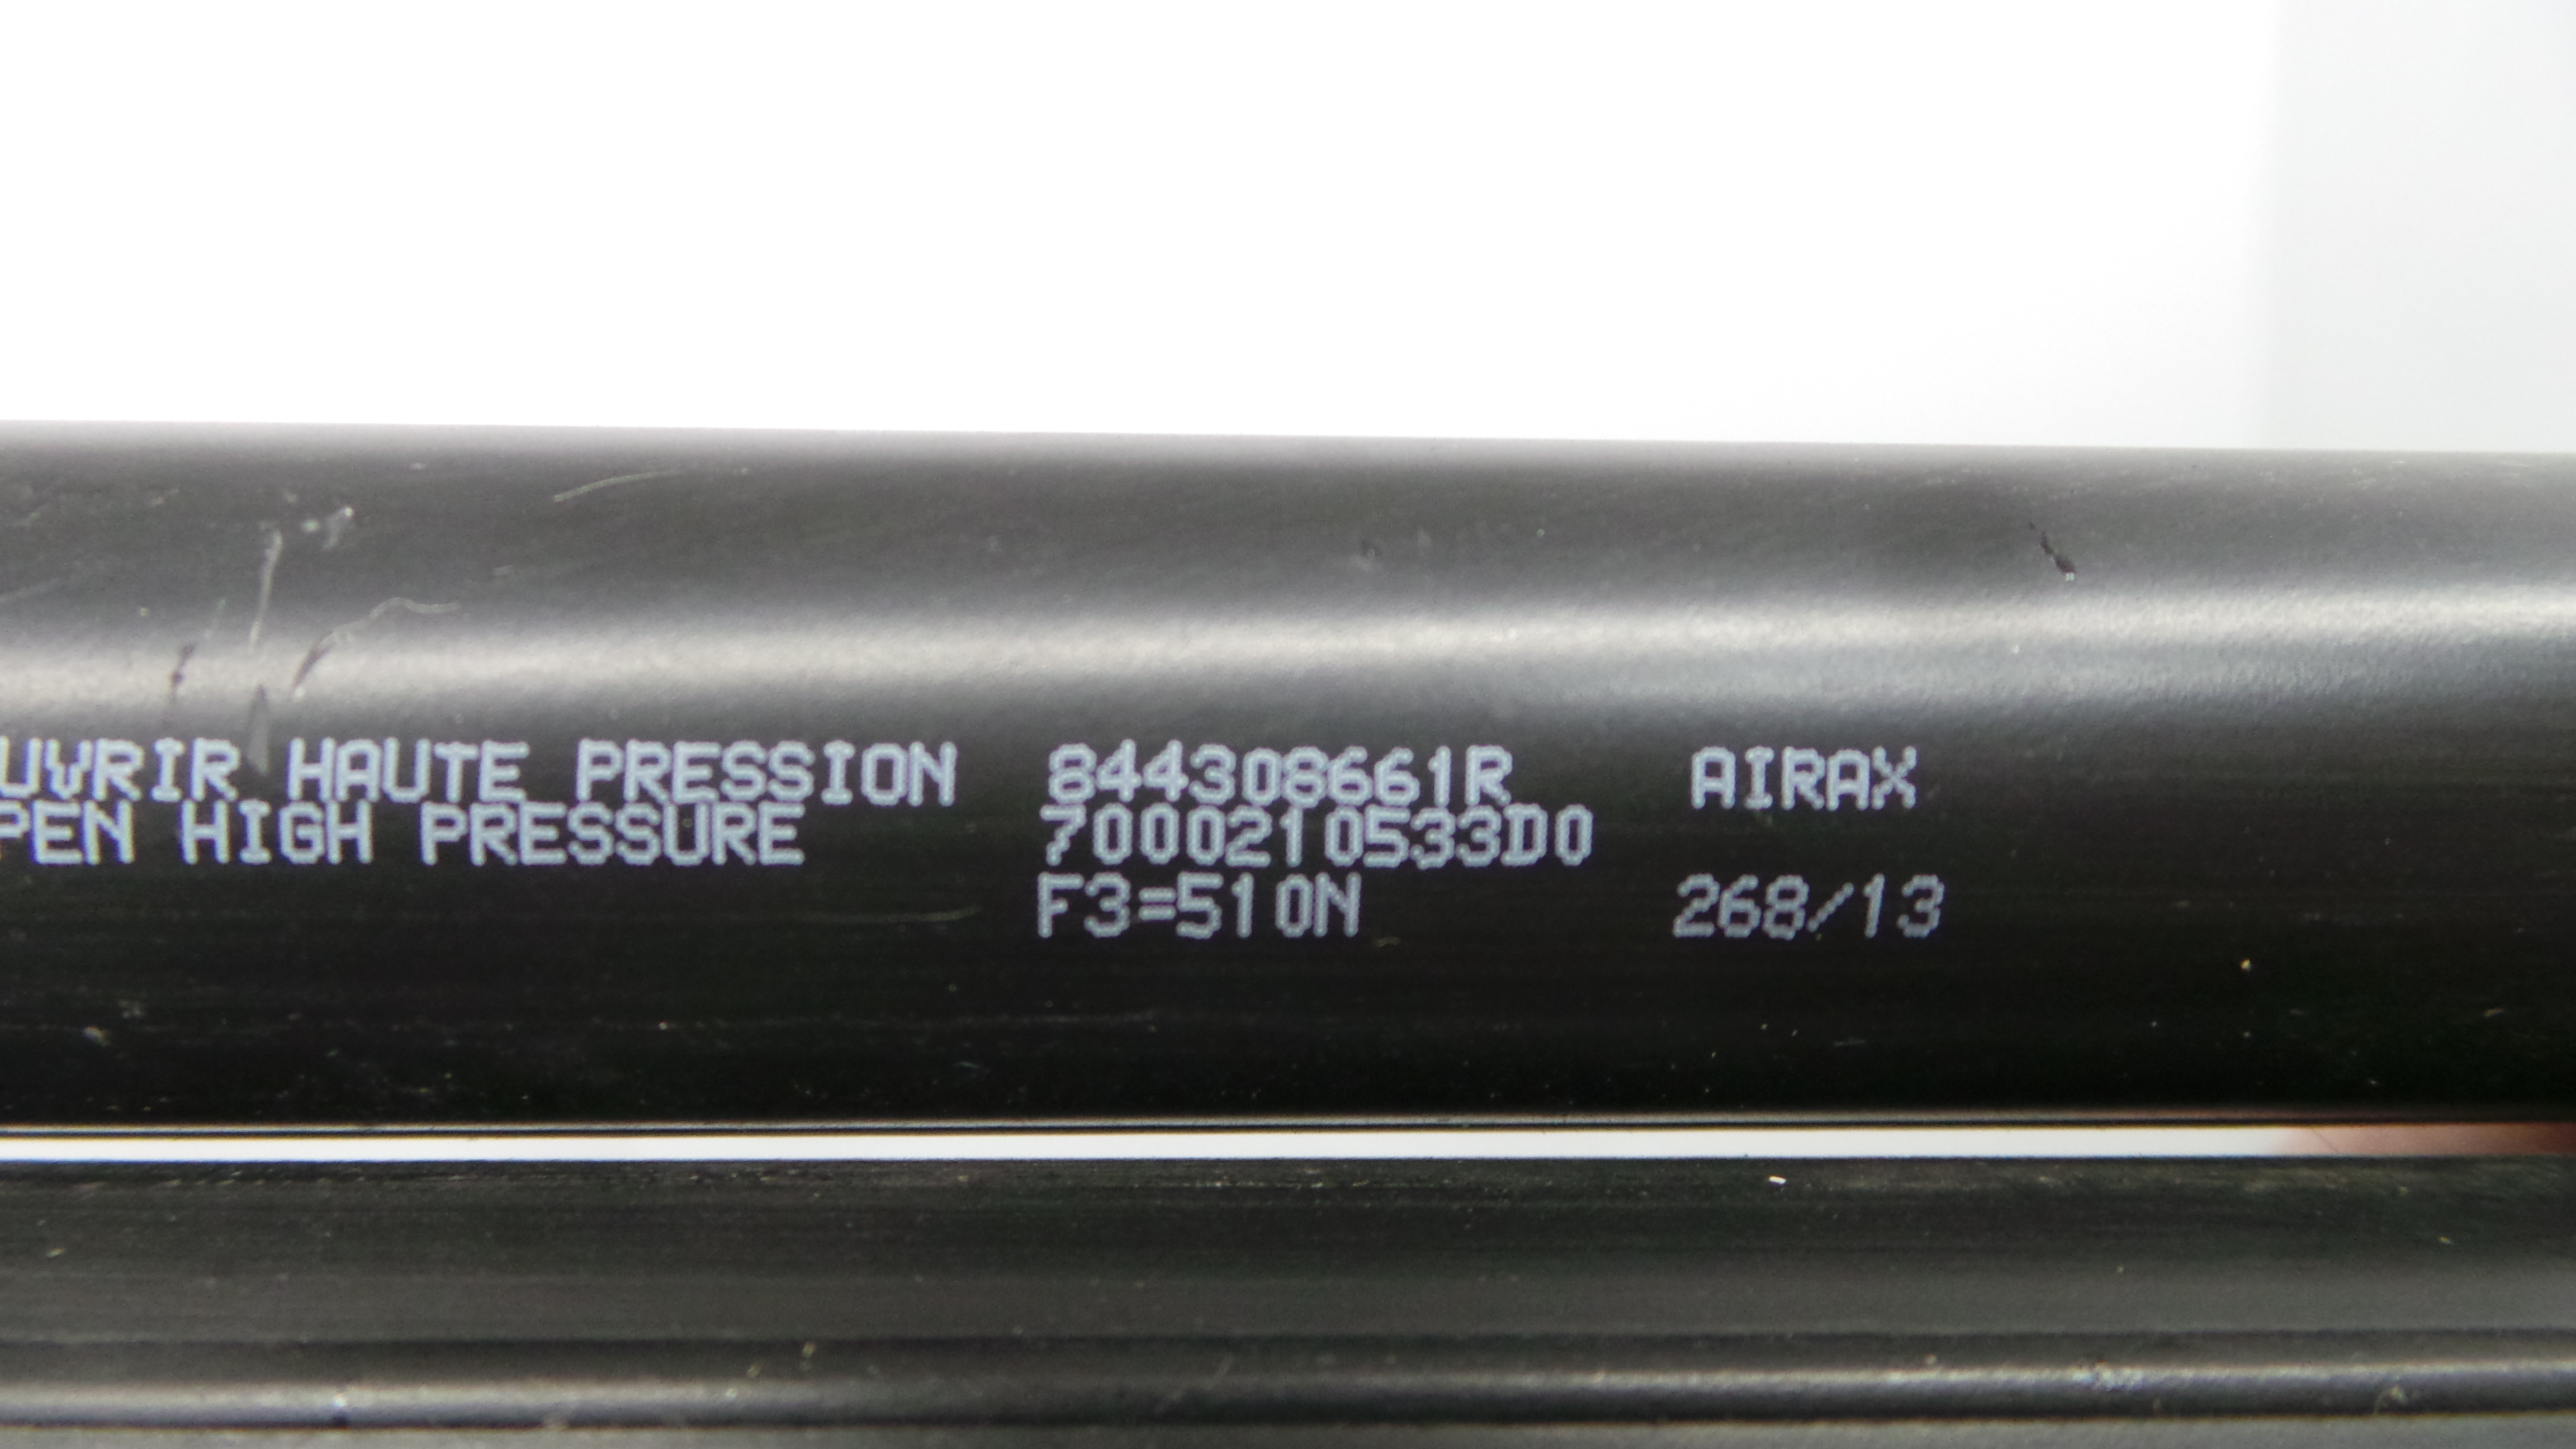 UVRIR HAUTE PRESSION 844308661R AIRAX
PEN HIGH PRESSURE 7000210533D0
F3=510N 268/13